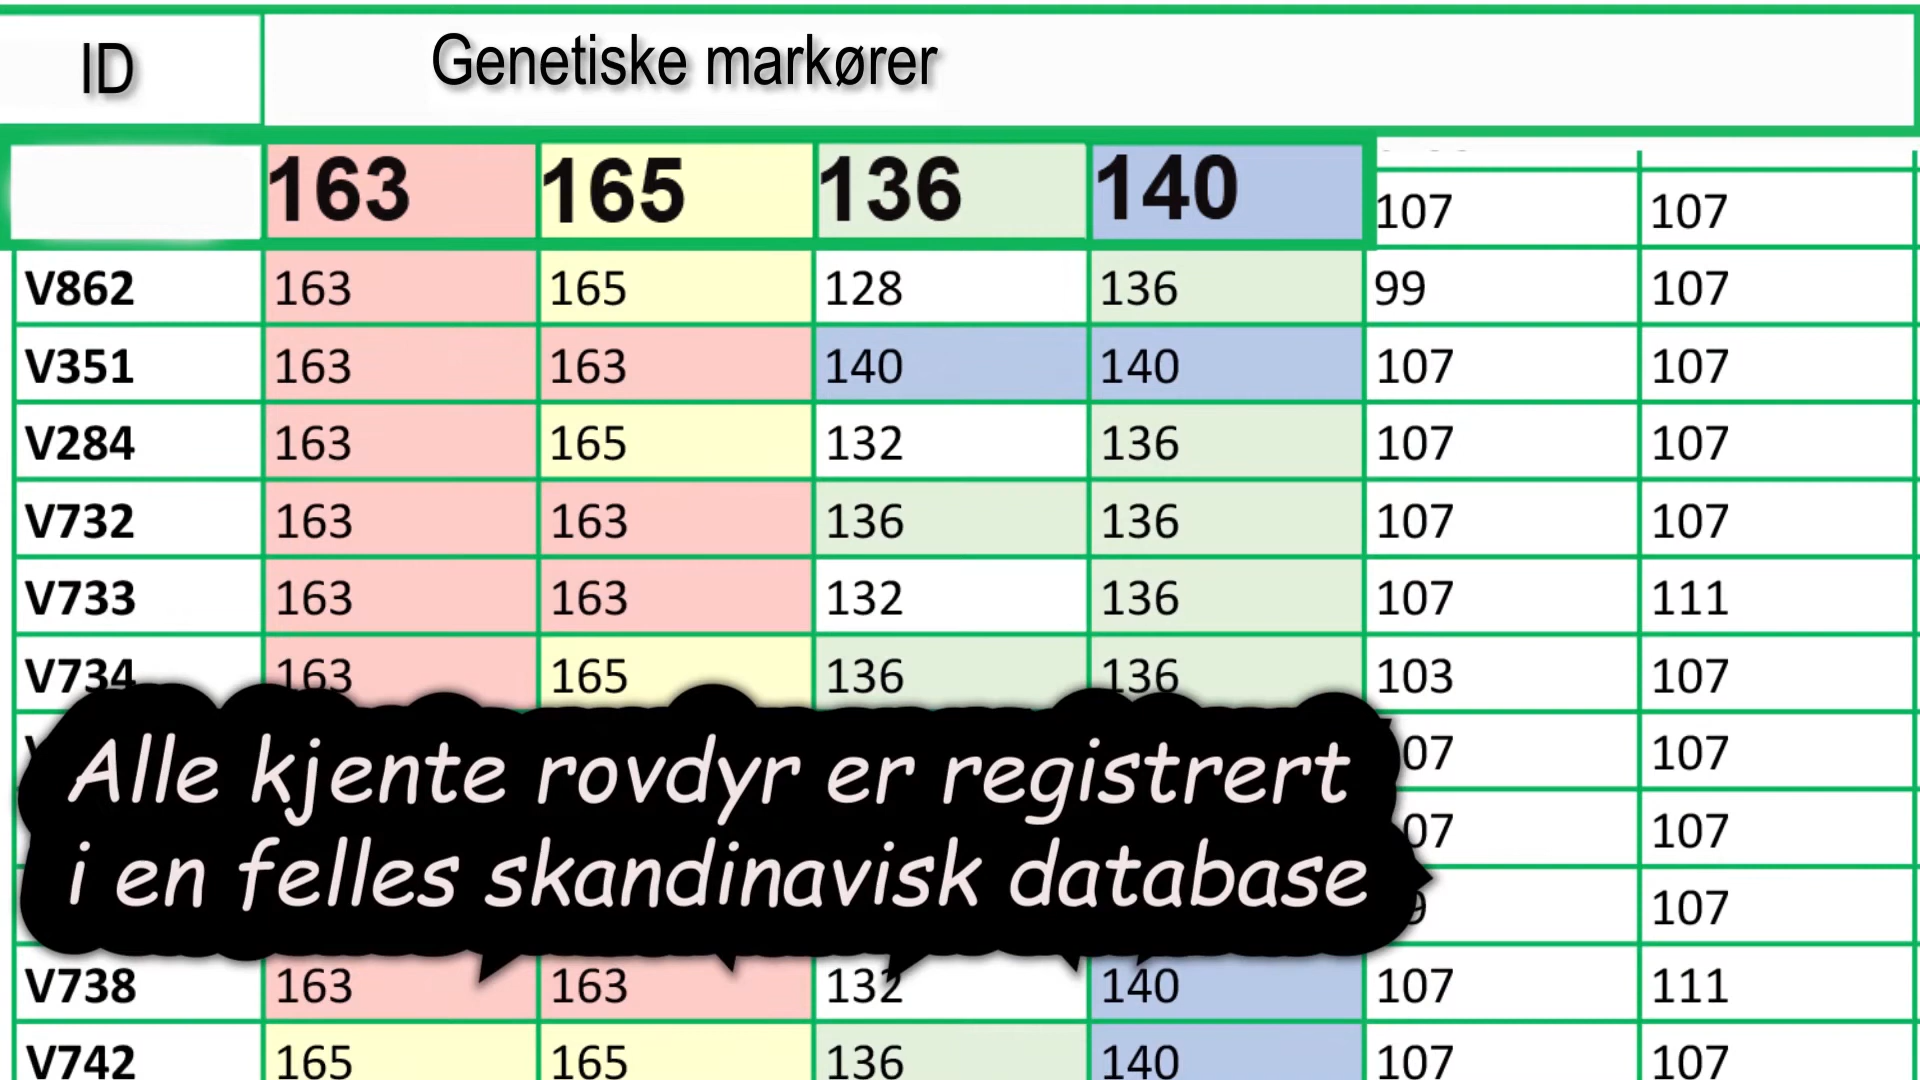 ID Genetiske markører
163 165 136 140 107 107
V862 163 165 128 136 99 107
V351 163 163 140 140 107 107
V284 163 165 132 136 107 107
V732 163 163 136 136 107 107
V733 163 163 132 136 107 111
V734 163 165 136 136 103 107
07 107
Alle kjente rovdyr er registrert
07 107
i en felles skandinavisk database
9 107
V738 163 163 132 140 107 111
V742 165 165 136 140 107 107